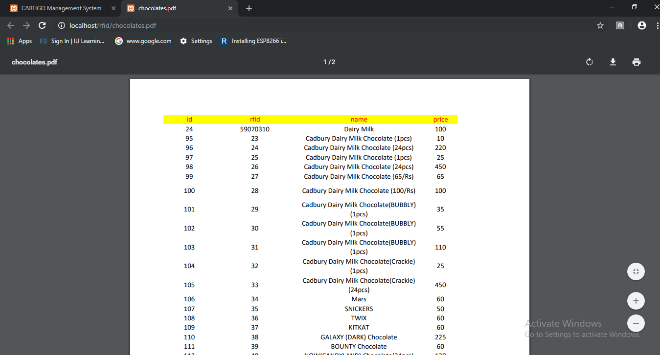 CARTIGO Management System
chocolates.pdf
localhost/rfid/chocolates.pdf
Apps Sign In | IU Learnin... www.google.com Settings R Installing ESP8266 i...
chocolates.pdf 1 / 2
id rfid name price
24 59070310 Dairy Milk 100
95 23 Cadbury Dairy Milk Chocolate (1pcs) 10
96 24 Cadbury Dairy Milk Chocolate (24pcs) 220
97 25 Cadbury Dairy Milk Chocolate (1pcs) 25
98 26 Cadbury Dairy Milk Chocolate (24pcs) 450
99 27 Cadbury Dairy Milk Chocolate (65/Rs) 65
100 28 Cadbury Dairy Milk Chocolate (100/Rs) 100
101 29 Cadbury Dairy Milk Chocolate(BUBBLY) 35
(1pcs)
102 30 Cadbury Dairy Milk Chocolate(BUBBLY) 55
(1pcs)
103 31 Cadbury Dairy Milk Chocolate(BUBBLY) 110
(1pcs)
104 32 Cadbury Dairy Milk Chocolate(Crackle) 25
(1pcs)
105 33 Cadbury Dairy Milk Chocolate(Crackle) 450
(24pcs)
106 34 Mars 60
107 35 SNICKERS 50
108 36 TWIX 60
109 37 KITKAT 60
110 38 GALAXY (DARK) Chocolate 225
111 39 BOUNTY Chocolate 60
Activate Windows
Go to Settings to activate Windows.